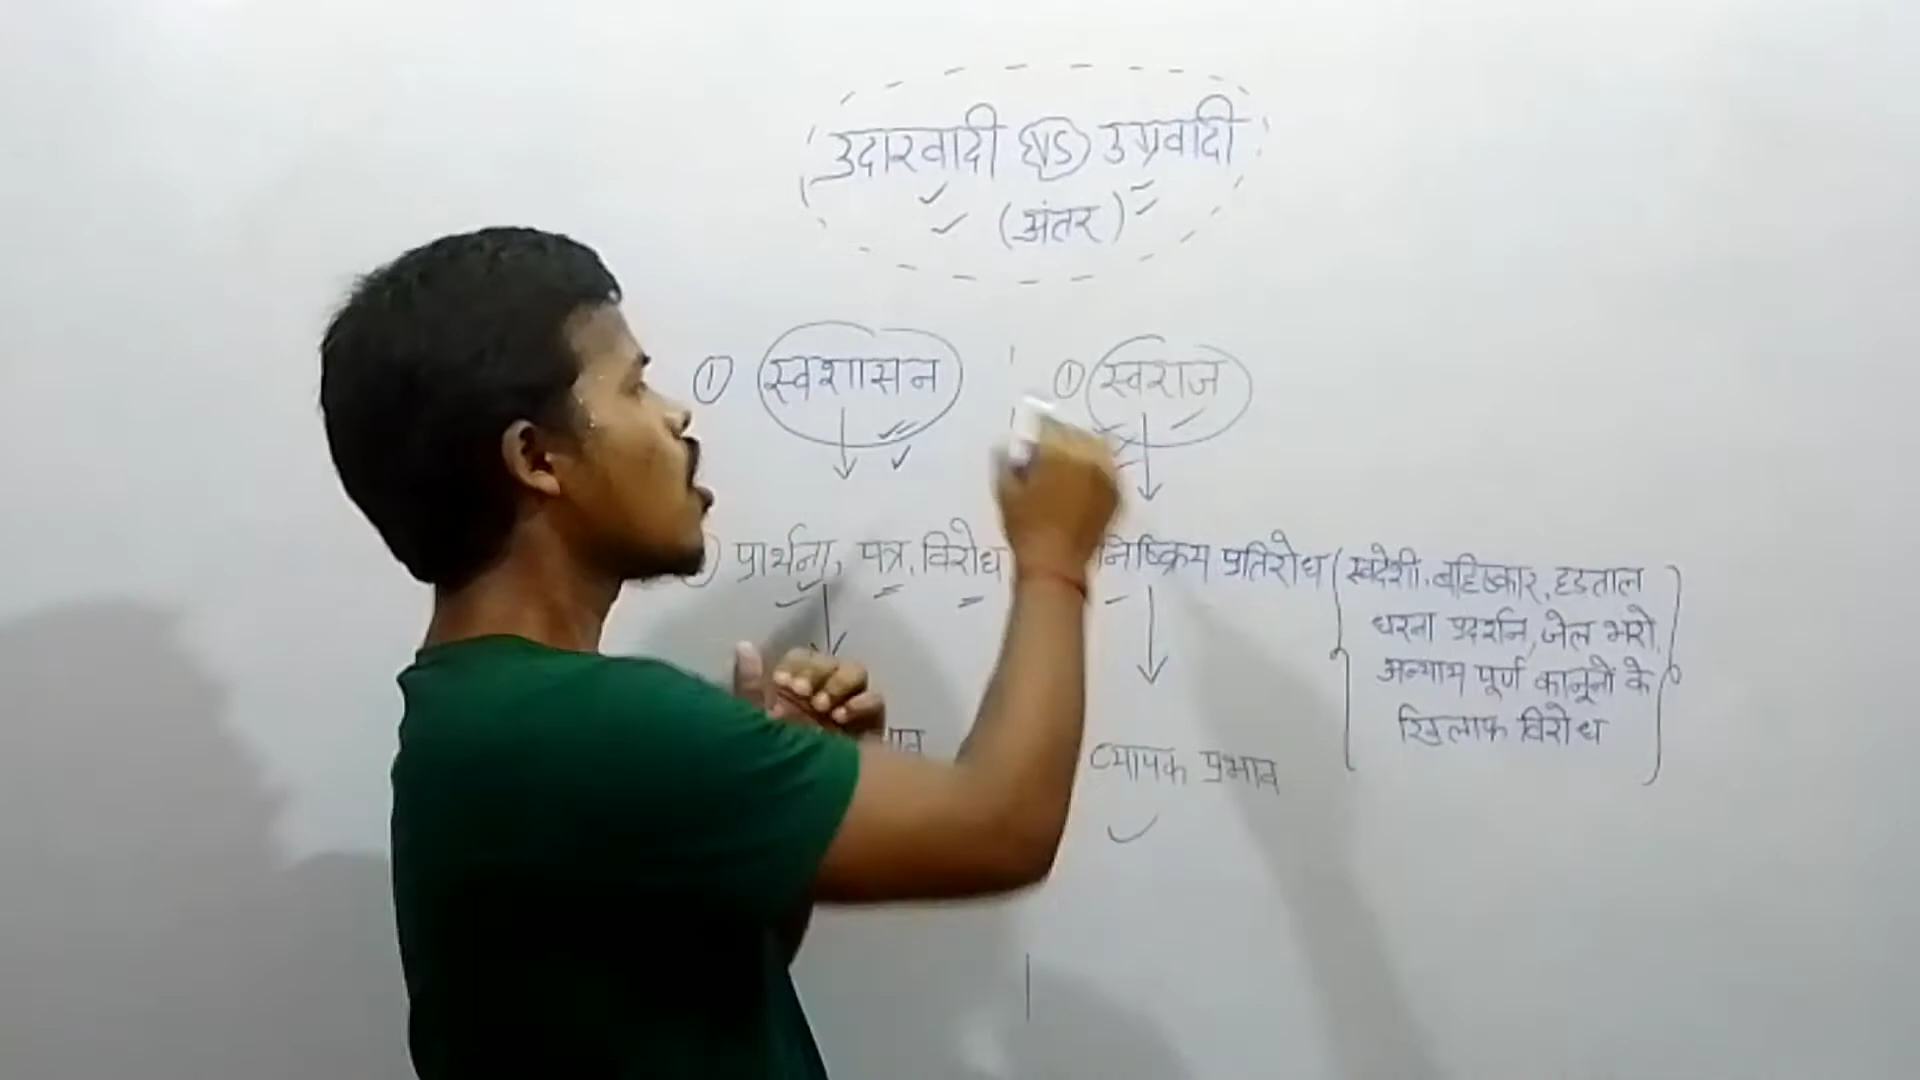 उदारवादी VS उग्रवादी
(अंतर)
① स्वशासन
① स्वराज
प्रार्थना, पत्र, विरोध
निष्क्रिय प्रतिरोध (स्वदेशी, बहिष्कार, हडताल
धरना प्रदर्शन, जेल भरो,
अन्याय पूर्ण कानूनों के
खिलाफ विरोध
व्यापक प्रभाव